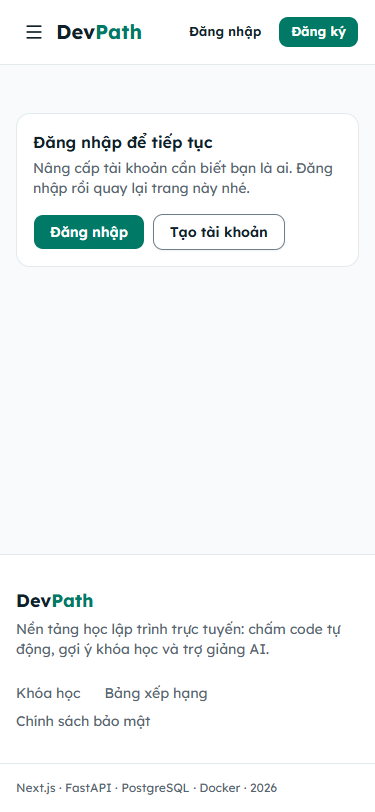 DevPath
Đăng nhập
Đăng ký
Đăng nhập để tiếp tục
Nâng cấp tài khoản cần biết bạn là ai. Đăng
nhập rồi quay lại trang này nhé.
Đăng nhập
Tạo tài khoản
DevPath
Nền tảng học lập trình trực tuyến: chấm code tự
động, gợi ý khóa học và trợ giảng AI.
Khóa học
Bảng xếp hạng
Chính sách bảo mật
Next.js · FastAPI · PostgreSQL · Docker · 2026